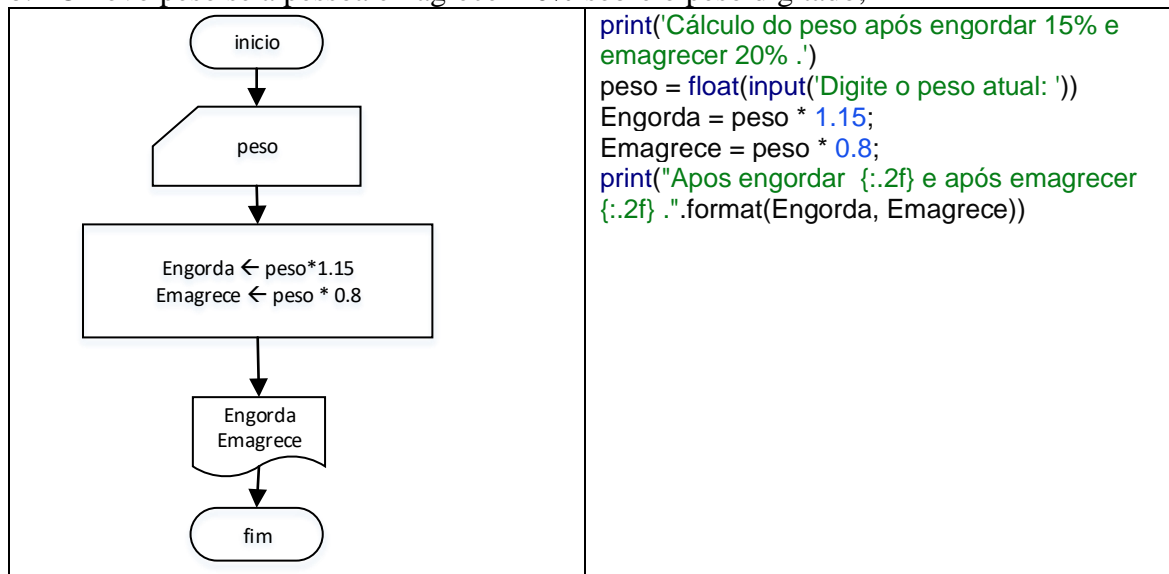 inicio
peso
Engorda ← peso*1.15
Emagrece ← peso * 0.8
Engorda
Emagrece
fim
print('Cálculo do peso após engordar 15% e
emagrecer 20% .')
peso = float(input('Digite o peso atual: '))
Engorda = peso * 1.15;
Emagrece = peso * 0.8;
print("Apos engordar  {:.2f} e após emagrecer
{:.2f} .".format(Engorda, Emagrece))